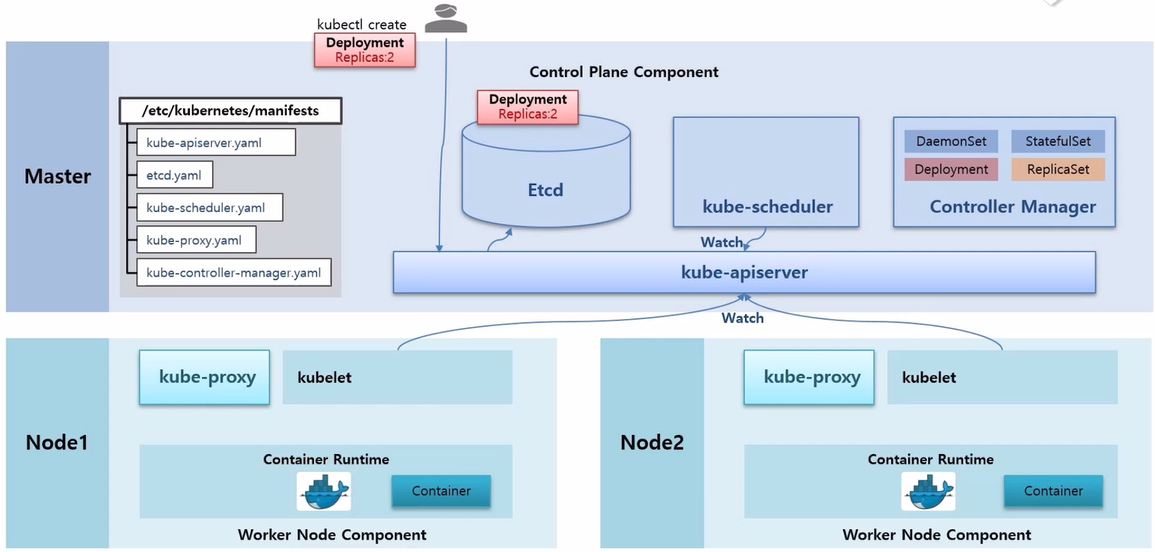 kubectl create
Deployment
Replicas:2
Control Plane Component
Master
/etc/kubernetes/manifests
kube-apiserver.yaml
etcd.yaml
kube-scheduler.yaml
kube-proxy.yaml
kube-controller-manager.yaml
Deployment
Replicas:2
Etcd
kube-scheduler
DaemonSet
StatefulSet
Deployment
ReplicaSet
Controller Manager
Watch
kube-apiserver
Watch
Node1
kube-proxy
kubelet
Container Runtime
Container
Worker Node Component
Node2
kube-proxy
kubelet
Container Runtime
Container
Worker Node Component